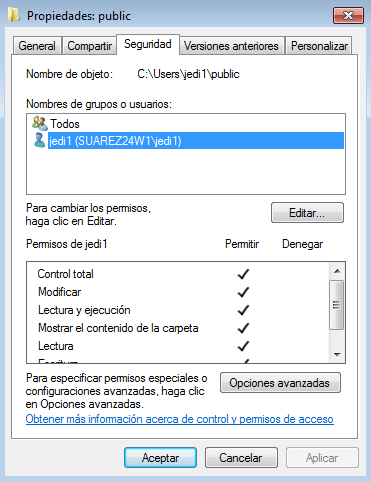 Propiedades: public
General Compartir Seguridad Versiones anteriores Personalizar
Nombre de objeto: C:\Users\jedi1\public
Nombres de grupos o usuarios:
Todos
jedi1 (SUAREZ24W1\jedi1)
Para cambiar los permisos,
haga clic en Editar.
Editar...
Permisos de jedi1 Permitir Denegar
Control total
Modificar
Lectura y ejecución
Mostrar el contenido de la carpeta
Lectura
Escritura
Para especificar permisos especiales o
configuraciones avanzadas, haga clic
en Opciones avanzadas.
Opciones avanzadas
Obtener más información acerca de control y permisos de acceso
Aceptar Cancelar Aplicar